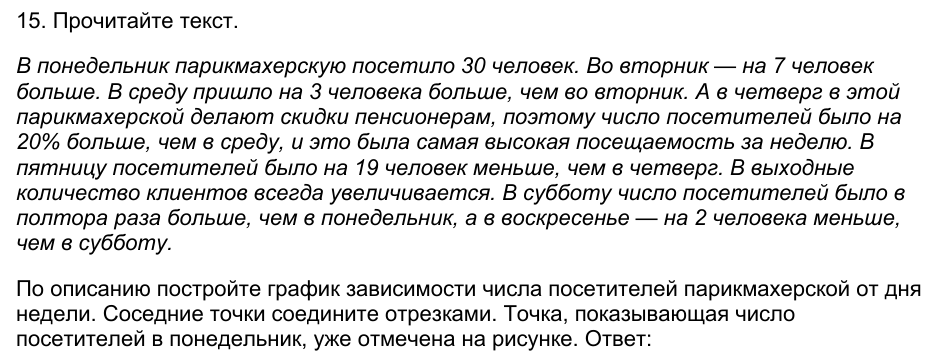 15. Прочитайте текст.
В понедельник парикмахерскую посетило 30 человек. Во вторник — на 7 человек
больше. В среду пришло на 3 человека больше, чем во вторник. А в четверг в этой
парикмахерской делают скидки пенсионерам, поэтому число посетителей было на
20% больше, чем в среду, и это была самая высокая посещаемость за неделю. В
пятницу посетителей было на 19 человек меньше, чем в четверг. В выходные
количество клиентов всегда увеличивается. В субботу число посетителей было в
полтора раза больше, чем в понедельник, а в воскресенье — на 2 человека меньше,
чем в субботу.
По описанию постройте график зависимости числа посетителей парикмахерской от дня
недели. Соседние точки соедините отрезками. Точка, показывающая число
посетителей в понедельник, уже отмечена на рисунке. Ответ: